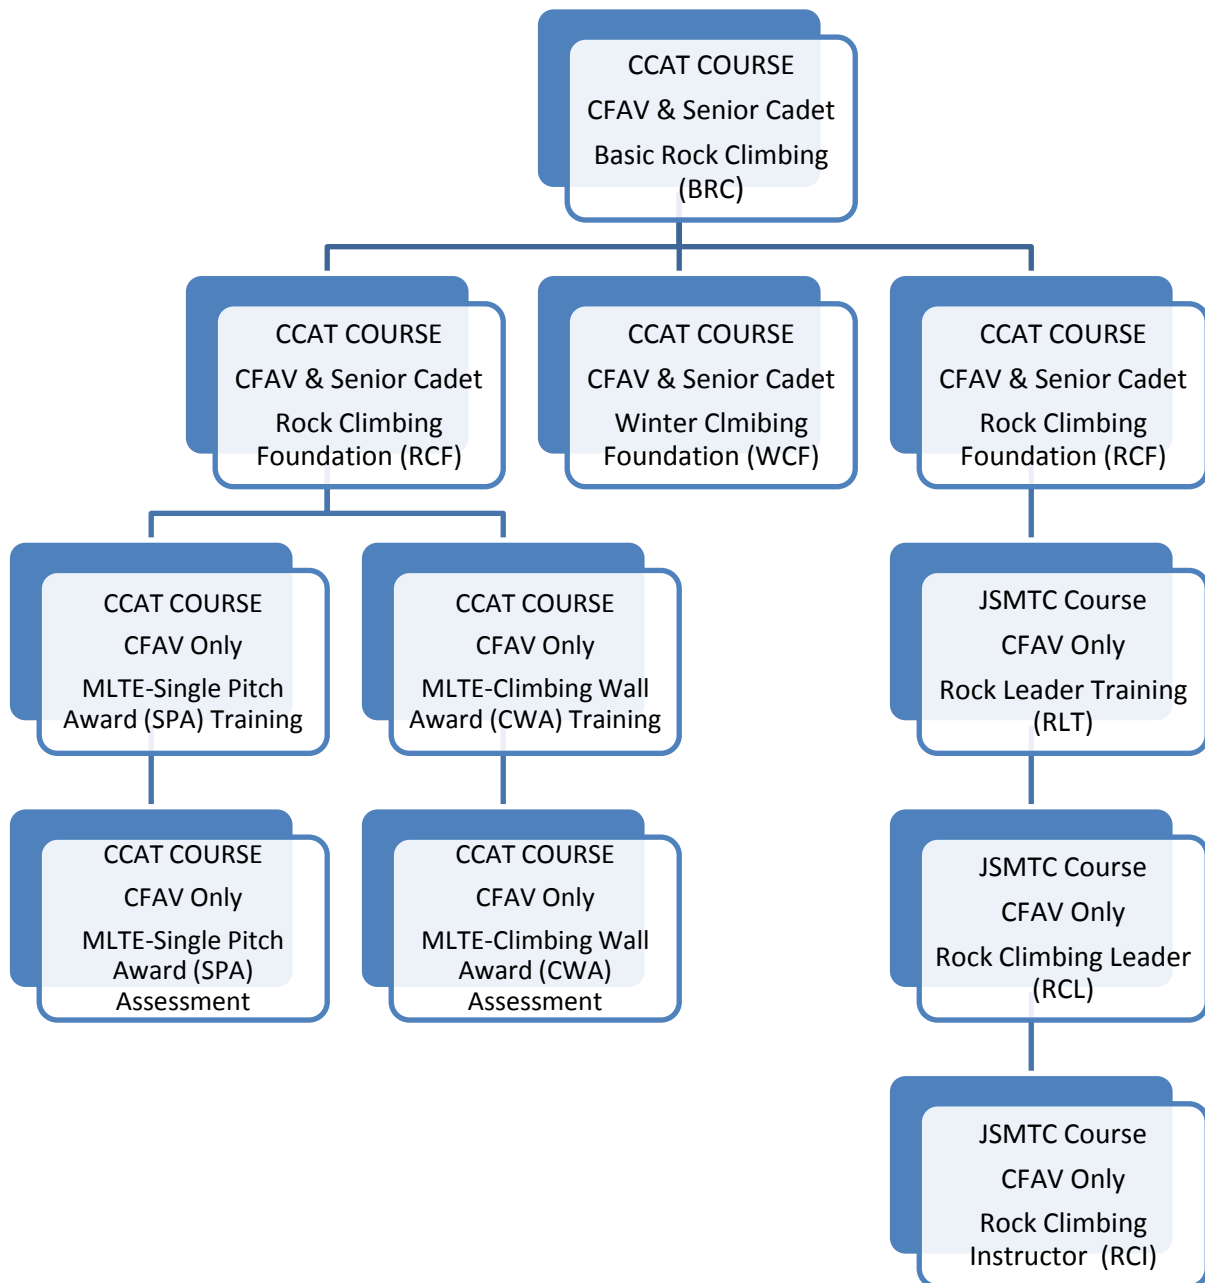 CCAT COURSE
CFAV & Senior Cadet
Basic Rock Climbing
(BRC)
CCAT COURSE
CFAV & Senior Cadet
Rock Climbing
Foundation (RCF)
CCAT COURSE
CFAV & Senior Cadet
Winter Clmibing
Foundation (WCF)
CCAT COURSE
CFAV & Senior Cadet
Rock Climbing
Foundation (RCF)
CCAT COURSE
CFAV Only
MLTE-Single Pitch
Award (SPA) Training
CCAT COURSE
CFAV Only
MLTE-Climbing Wall
Award (CWA) Training
JSMTC Course
CFAV Only
Rock Leader Training
(RLT)
CCAT COURSE
CFAV Only
MLTE-Single Pitch
Award (SPA)
Assessment
CCAT COURSE
CFAV Only
MLTE-Climbing Wall
Award (CWA)
Assessment
JSMTC Course
CFAV Only
Rock Climbing Leader
(RCL)
JSMTC Course
CFAV Only
Rock Climbing
Instructor  (RCI)